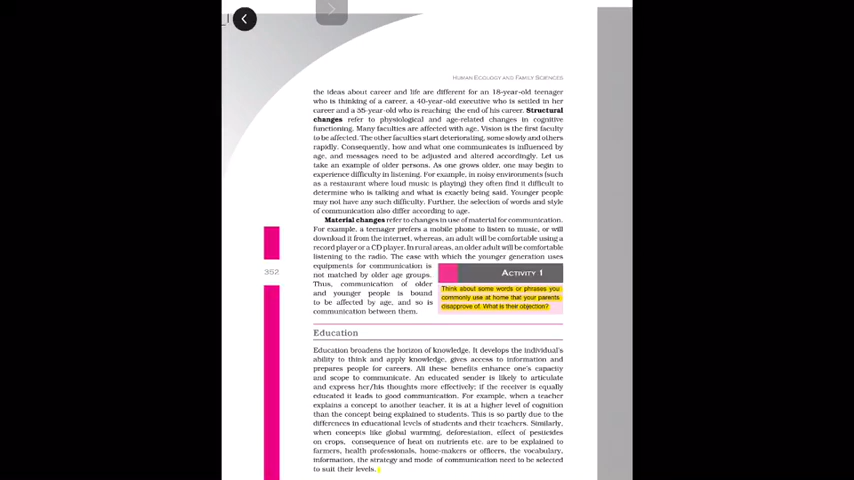 HUMAN ECOLOGY AND FAMILY SCIENCES
the ideas about career and life are different for an 18-year-old teenager
who is thinking of a career, a 40-year-old executive who is settled in her
career and a 55-year-old who is reaching the end of his career. Structural
changes refer to physiological and age-related changes in cognitive
functioning. Many faculties are affected with age. Vision is the first faculty
to be affected. The other faculties start deteriorating, some slowly and others
rapidly. Consequently, how and what one communicates is influenced by
age, and messages need to be adjusted and altered accordingly. Let us
take an example of older persons. As one grows older, one may begin to
experience difficulty in listening. For example, in noisy environments (such
as a restaurant where loud music is playing) they often find it difficult to
determine who is talking and what is exactly being said. Younger people
may not have any such difficulty. Further, the selection of words and style
of communication also differ according to age.
Material changes refer to changes in use of material for communication.
For example, a teenager prefers a mobile phone to listen to music, or will
download it from the internet, whereas, an adult will be comfortable using a
record player or a CD player. In rural areas, an older adult will be comfortable
listening to the radio. The ease with which the younger generation uses
equipments for communication is
not matched by older age groups.
Thus, communication of older
and younger people is bound
to be affected by age, and so is
communication between them.
352
ACTIVITY 1
Think about some words or phrases you
commonly use at home that your parents
disapprove of. What is their objection?
Education
Education broadens the horizon of knowledge. It develops the individual's
ability to think and apply knowledge, gives access to information and
prepares people for careers. All these benefits enhance one's capacity
and scope to communicate. An educated sender is likely to articulate
and express her/his thoughts more effectively; if the receiver is equally
educated it leads to good communication. For example, when a teacher
explains a concept to another teacher, it is at a higher level of cognition
than the concept being explained to students. This is so partly due to the
differences in educational levels of students and their teachers. Similarly,
when concepts like global warming, deforestation, effect of pesticides
on crops, consequence of heat on nutrients etc. are to be explained to
farmers, health professionals, home-makers or officers, the vocabulary,
information, the strategy and mode of communication need to be selected
to suit their levels.